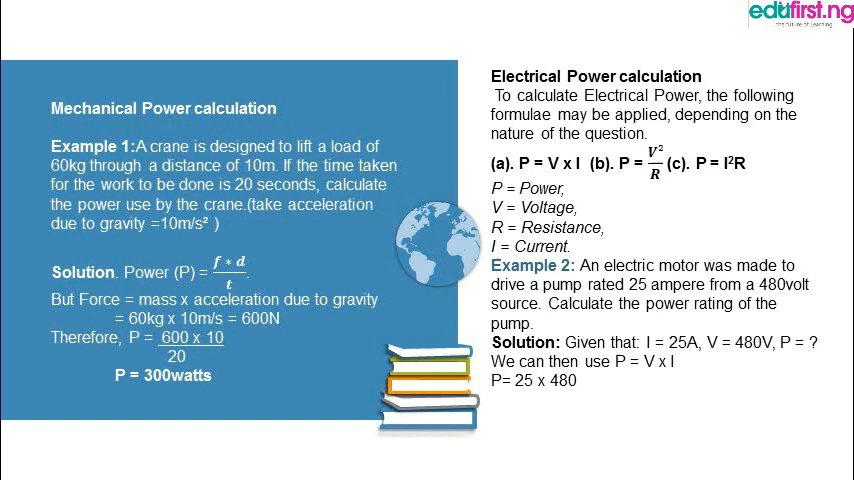 edufirst.ng
the future of learning
Mechanical Power calculation
Example 1:A crane is designed to lift a load of
60kg through a distance of 10m. If the time taken
for the work to be done is 20 seconds, calculate
the power use by the crane.(take acceleration
due to gravity =10m/s² )
Solution. Power (P) = f * d / t.
But Force = mass x acceleration due to gravity
= 60kg x 10m/s = 600N
Therefore, P = 600 x 10
20
P = 300watts
Electrical Power calculation
To calculate Electrical Power, the following
formulae may be applied, depending on the
nature of the question.
(a). P = V x I (b). P = V²/R (c). P = I²R
P = Power,
V = Voltage,
R = Resistance,
I = Current.
Example 2: An electric motor was made to
drive a pump rated 25 ampere from a 480volt
source. Calculate the power rating of the
pump.
Solution: Given that: I = 25A, V = 480V, P = ?
We can then use P = V x I
P= 25 x 480